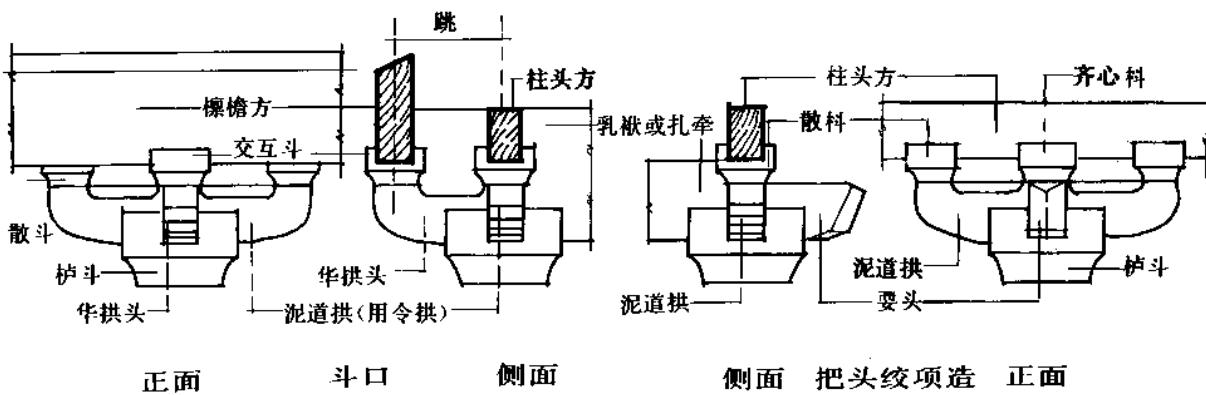 跳
柱头方
檩檐方
乳栿或扎牵
交互斗
散斗
栌斗
华拱头
华拱头
泥道拱(用令拱)
正面
斗口
侧面
柱头方
齐心枓
散枓
泥道拱
栌斗
泥道拱
耍头
侧面
把头绞项造
正面